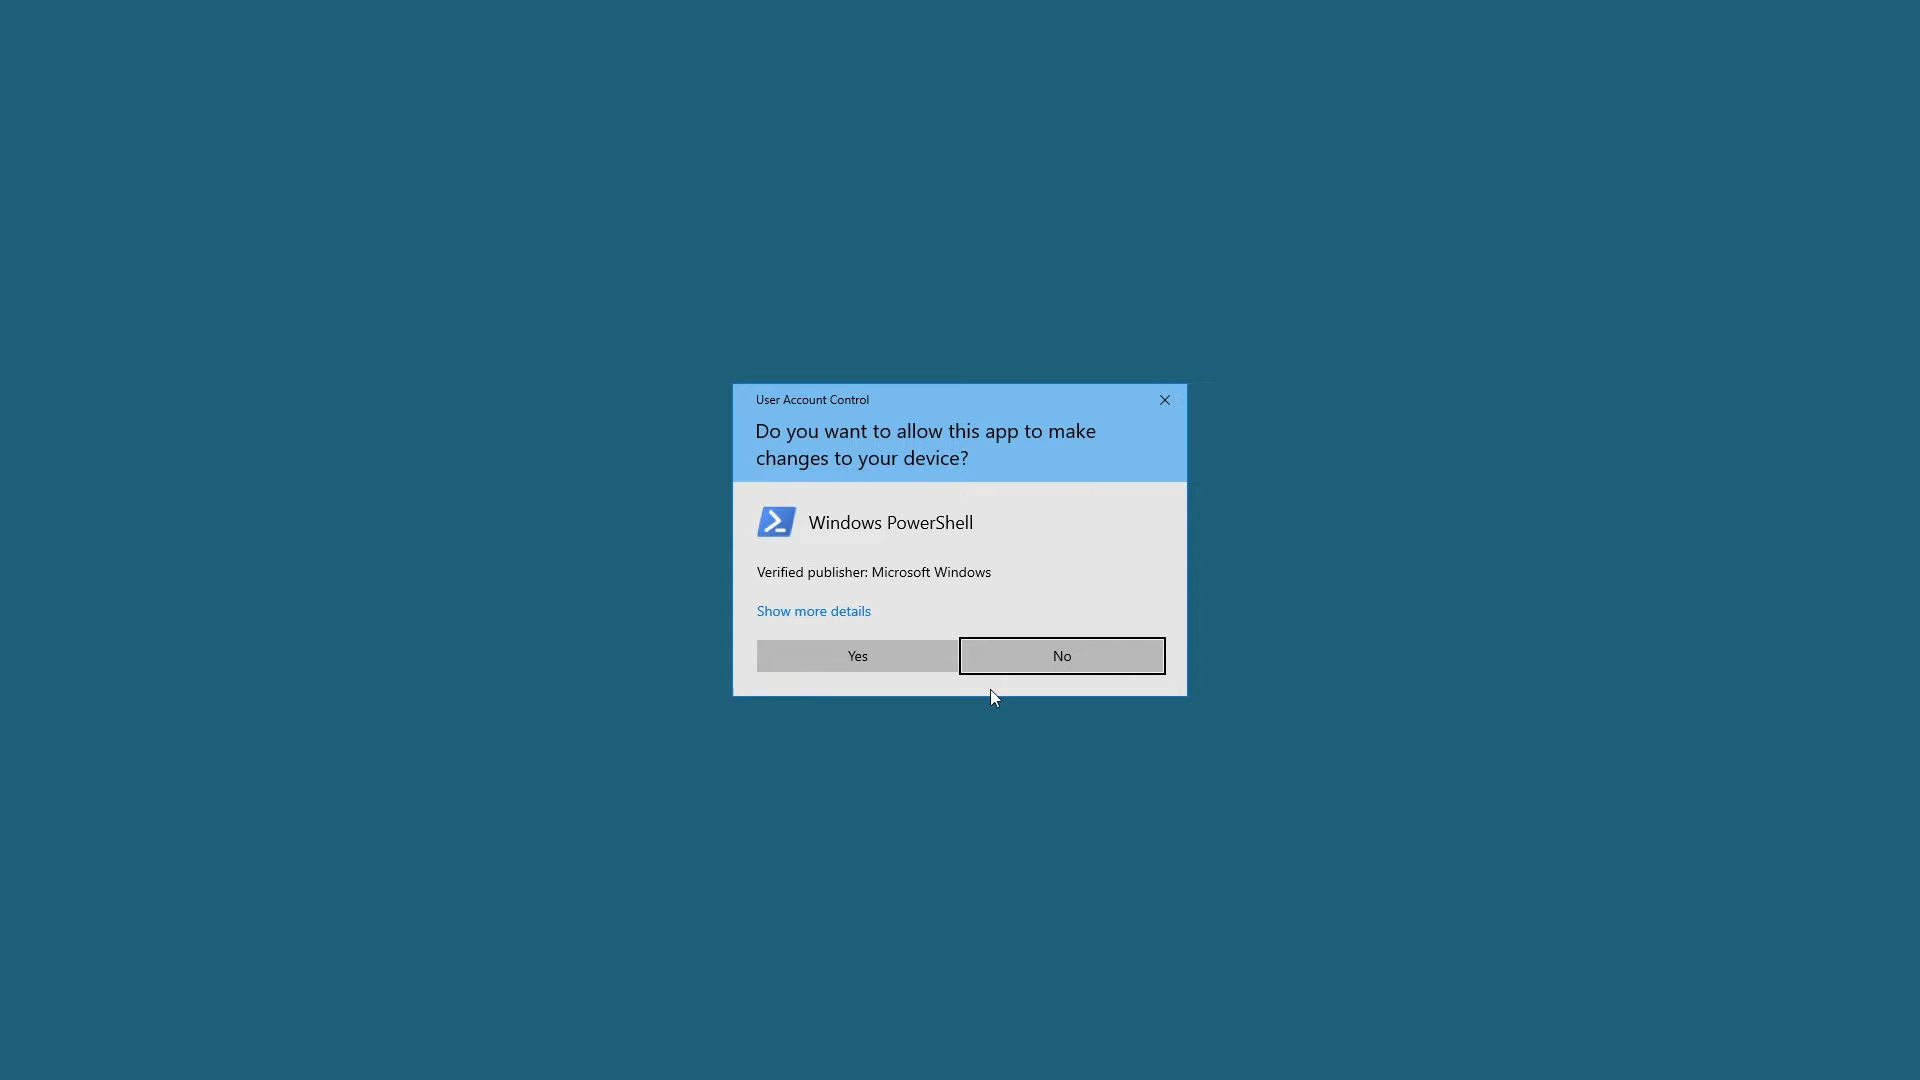 User Account Control
Do you want to allow this app to make
changes to your device?
Windows PowerShell
Verified publisher: Microsoft Windows
Show more details
Yes
No